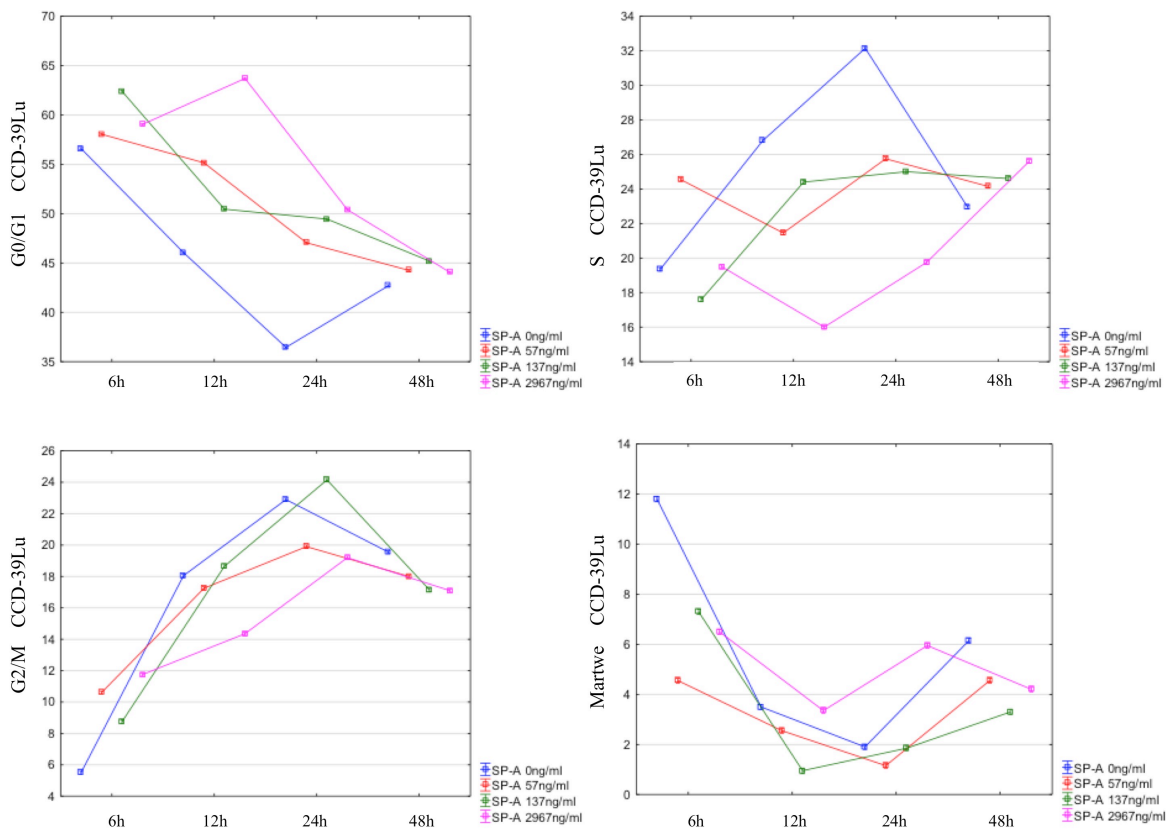 70
65
60
55
50
45
40
35
G0/G1 CCD-39Lu
6h 12h 24h 48h
SP-A 0ng/ml
SP-A 57ng/ml
SP-A 137ng/ml
SP-A 2967ng/ml
34
32
30
28
26
24
22
20
18
16
14
S CCD-39Lu
6h 12h 24h 48h
SP-A 0ng/ml
SP-A 57ng/ml
SP-A 137ng/ml
SP-A 2967ng/ml
26
24
22
20
18
16
14
12
10
8
6
4
G2/M CCD-39Lu
6h 12h 24h 48h
SP-A 0ng/ml
SP-A 57ng/ml
SP-A 137ng/ml
SP-A 2967ng/ml
14
12
10
8
6
4
2
0
Martwe CCD-39Lu
6h 12h 24h 48h
SP-A 0ng/ml
SP-A 57ng/ml
SP-A 137ng/ml
SP-A 2967ng/ml